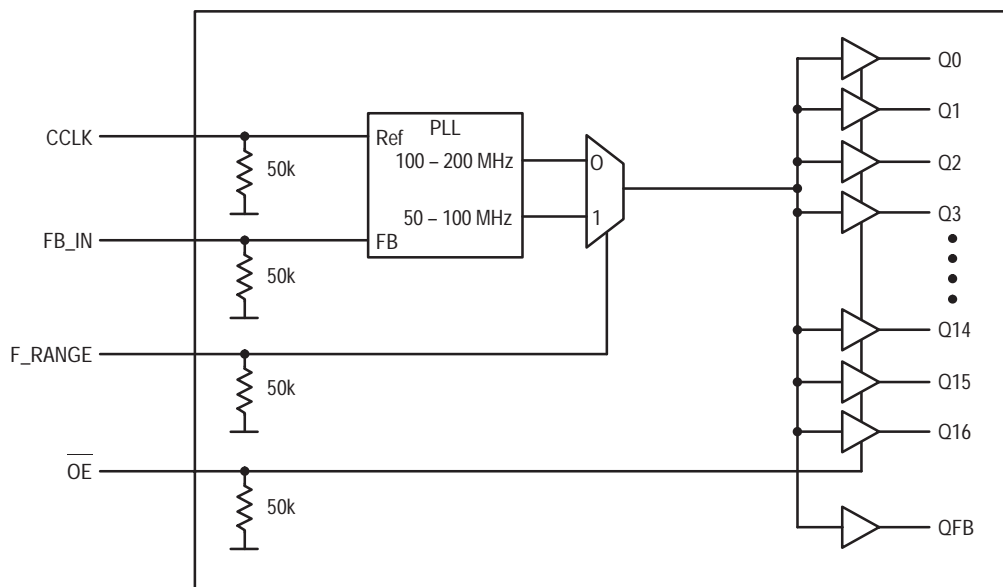 CCLK
50k
FB_IN
50k
F_RANGE
50k
OE
50k
Ref
PLL
100 – 200 MHz
50 – 100 MHz
FB
0
1
Q0
Q1
Q2
Q3
Q14
Q15
Q16
QFB